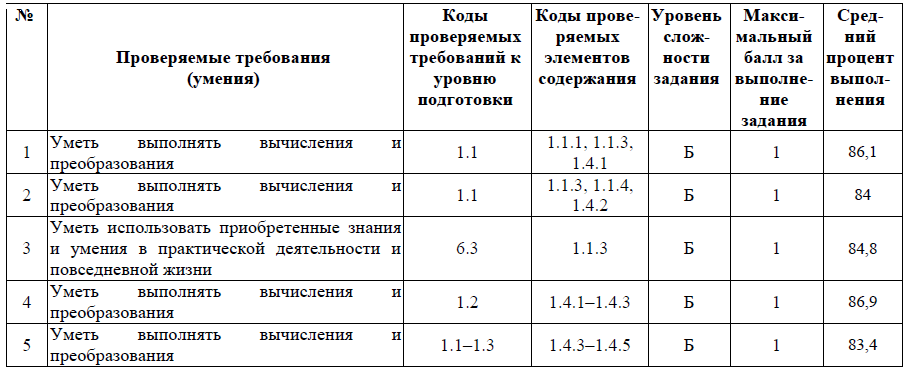 №
Проверяемые требования
(умения)
Коды
проверяемых
требований к
уровню
подготовки
Коды прове-
ряемых
элементов
содержания
Уровень
слож-
ности
задания
Макси-
мальный
балл за
выполне-
ние
задания
Сред-
ний
процент
выпол-
нения
1
Уметь выполнять вычисления и
преобразования
1.1
1.1.1, 1.1.3,
1.4.1
Б
1
86,1
2
Уметь выполнять вычисления и
преобразования
1.1
1.1.3, 1.1.4,
1.4.2
Б
1
84
3
Уметь использовать приобретенные знания
и умения в практической деятельности и
повседневной жизни
6.3
1.1.3
Б
1
84,8
4
Уметь выполнять вычисления и
преобразования
1.2
1.4.1–1.4.3
Б
1
86,9
5
Уметь выполнять вычисления и
преобразования
1.1–1.3
1.4.3–1.4.5
Б
1
83,4